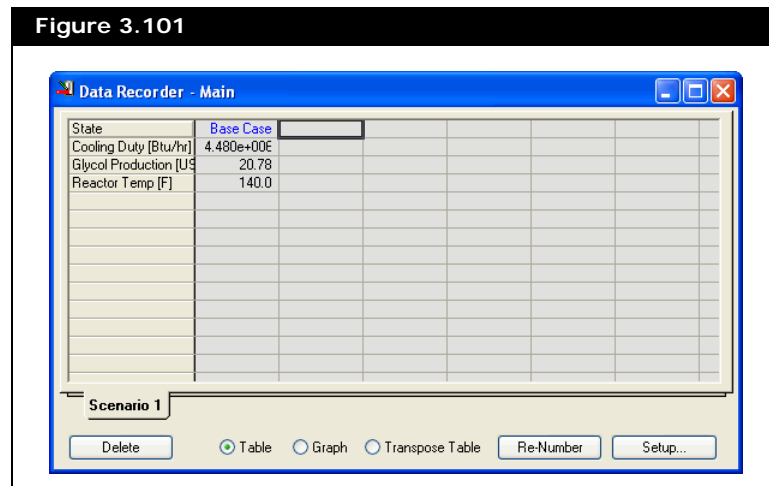 Figure 3.101
Data Recorder - Main
State Base Case
Cooling Duty [Btu/hr] 4.480e+00
Glycol Production [US 20.78
Reactor Temp [F] 140.0
Scenario 1
Delete Table Graph Transpose Table Re-Number Setup...